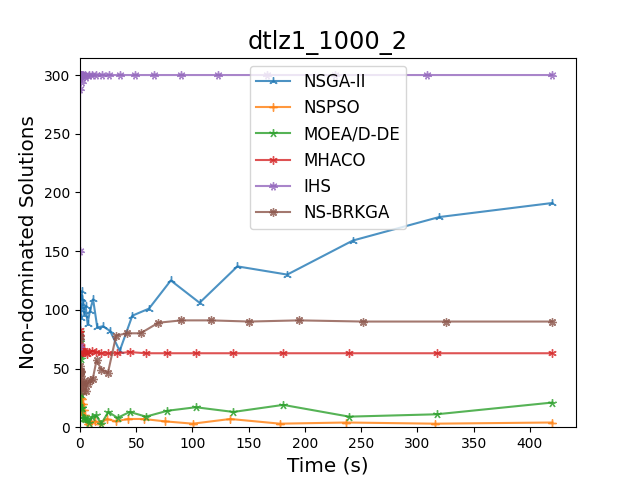 dtlz1_1000_2
Non-dominated Solutions
300
250
200
150
100
50
0
NSGA-II
NSPSO
MOEA/D-DE
MHACO
IHS
NS-BRKGA
0 50 100 150 200 250 300 350 400
Time (s)